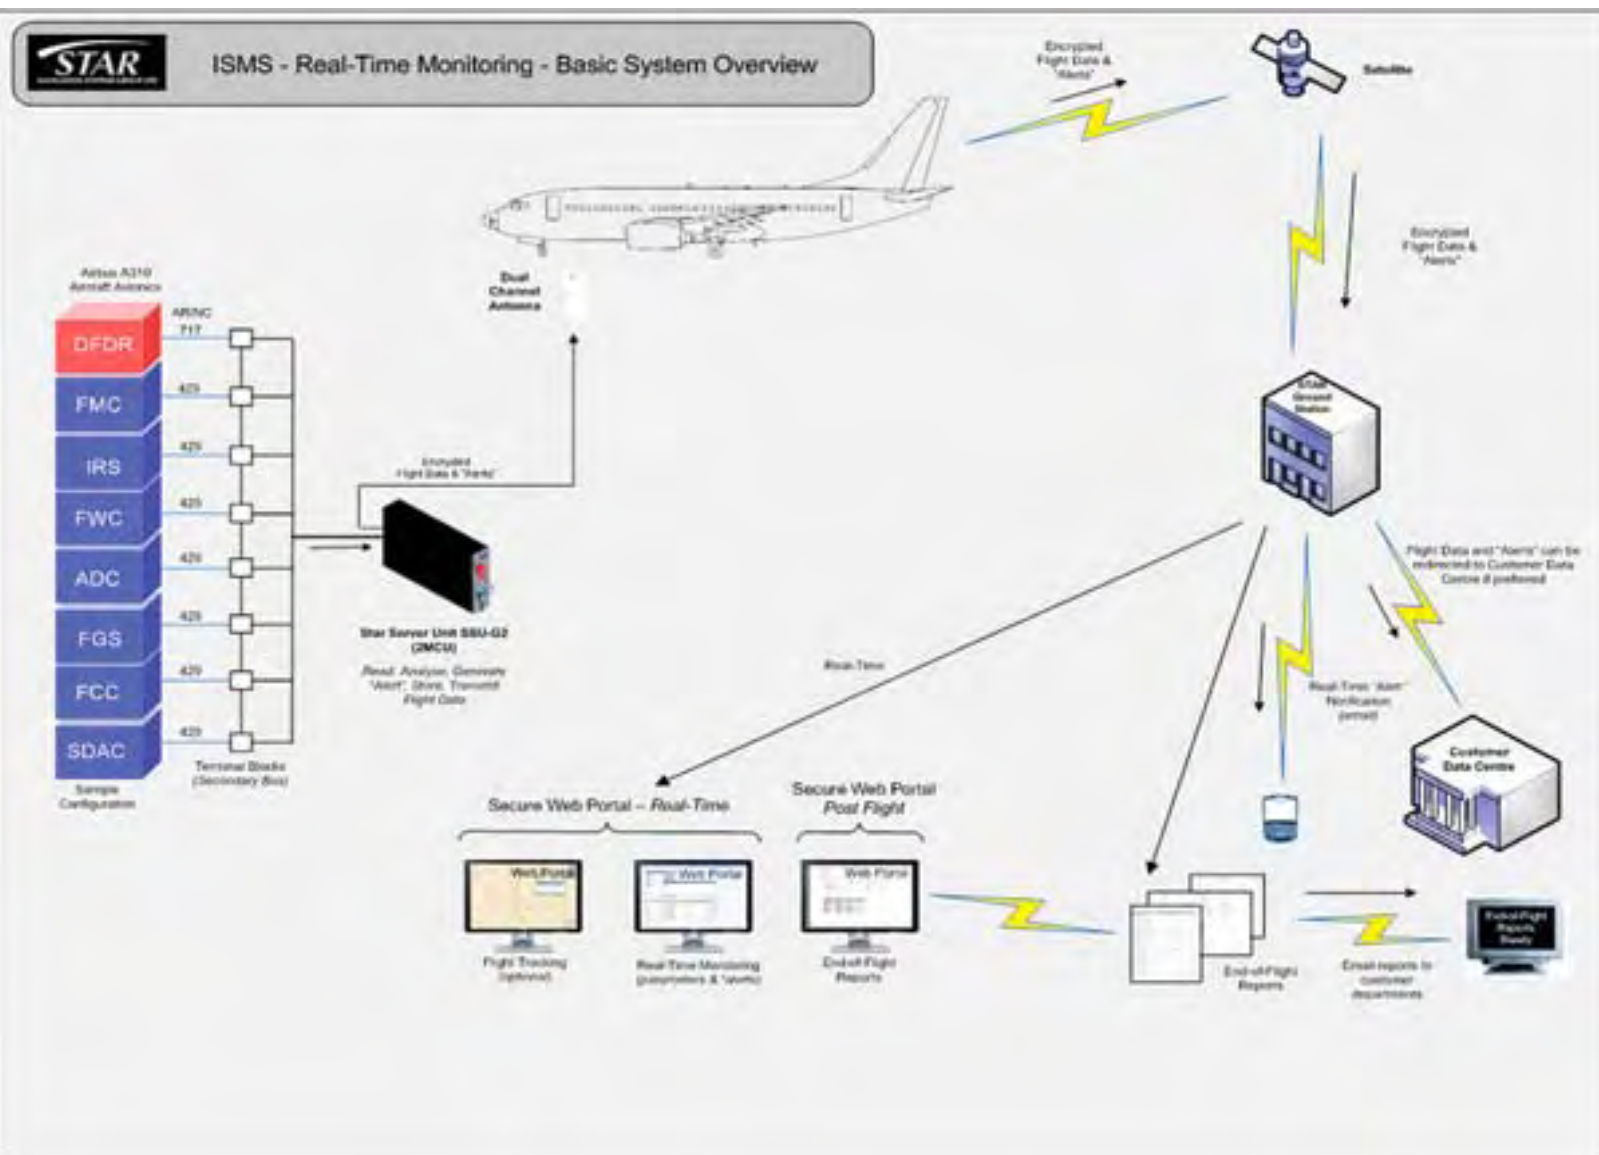 STAR
ISMS - Real-Time Monitoring - Basic System Overview
Encrypted
Flight Data &
"Alerts"
Satellite
Encrypted
Flight Data &
"Alerts"
Dual
Channel
Antenna
Airbus A310
Aircraft Avionics
ARINC
717
DFDR
429
FMC
429
IRS
429
FWC
429
ADC
429
FGS
429
FCC
429
SDAC
Sample
Configuration
Terminal Blocks
(Secondary Bus)
Encrypted
Flight Data & "Alerts"
Star Server Unit SSU-G2
(2MCU)
Read, Analyse, Generate
"Alert", Store, Transmit
Flight Data
STAR
Ground
Station
Flight Data and "Alerts" can be
redirected to Customer Data
Centre if preferred
Real-Time
Real-Time "Alert"
Notification
(email)
Customer
Data Centre
Secure Web Portal – Real-Time
Secure Web Portal
Post Flight
Web Portal
Web Portal
Web Portal
Flight Tracking
(optional)
Real-Time Monitoring
(parameters & "alerts)
End-of-Flight
Reports
End-of-Flight
Reports
Email reports to
customer
departments
End-of-Flight
Reports
Ready